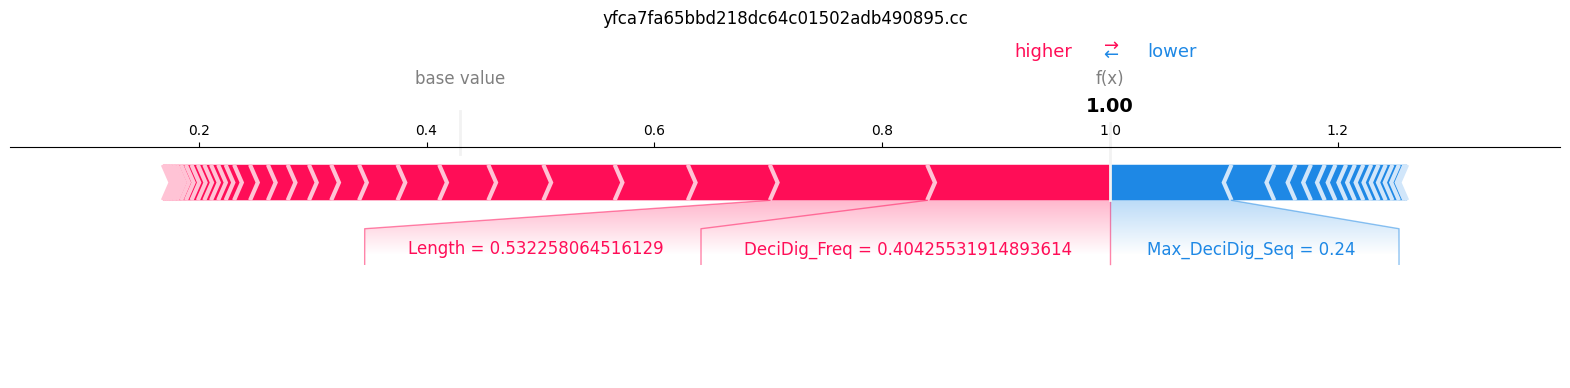 yfca7fa65bbd218dc64c01502adb490895.cc
higher ⇄ lower
base value f(x)
1.00
0.2 0.4 0.6 0.8 1.0 1.2
Length = 0.532258064516129 DeciDig_Freq = 0.40425531914893614 Max_DeciDig_Seq = 0.24